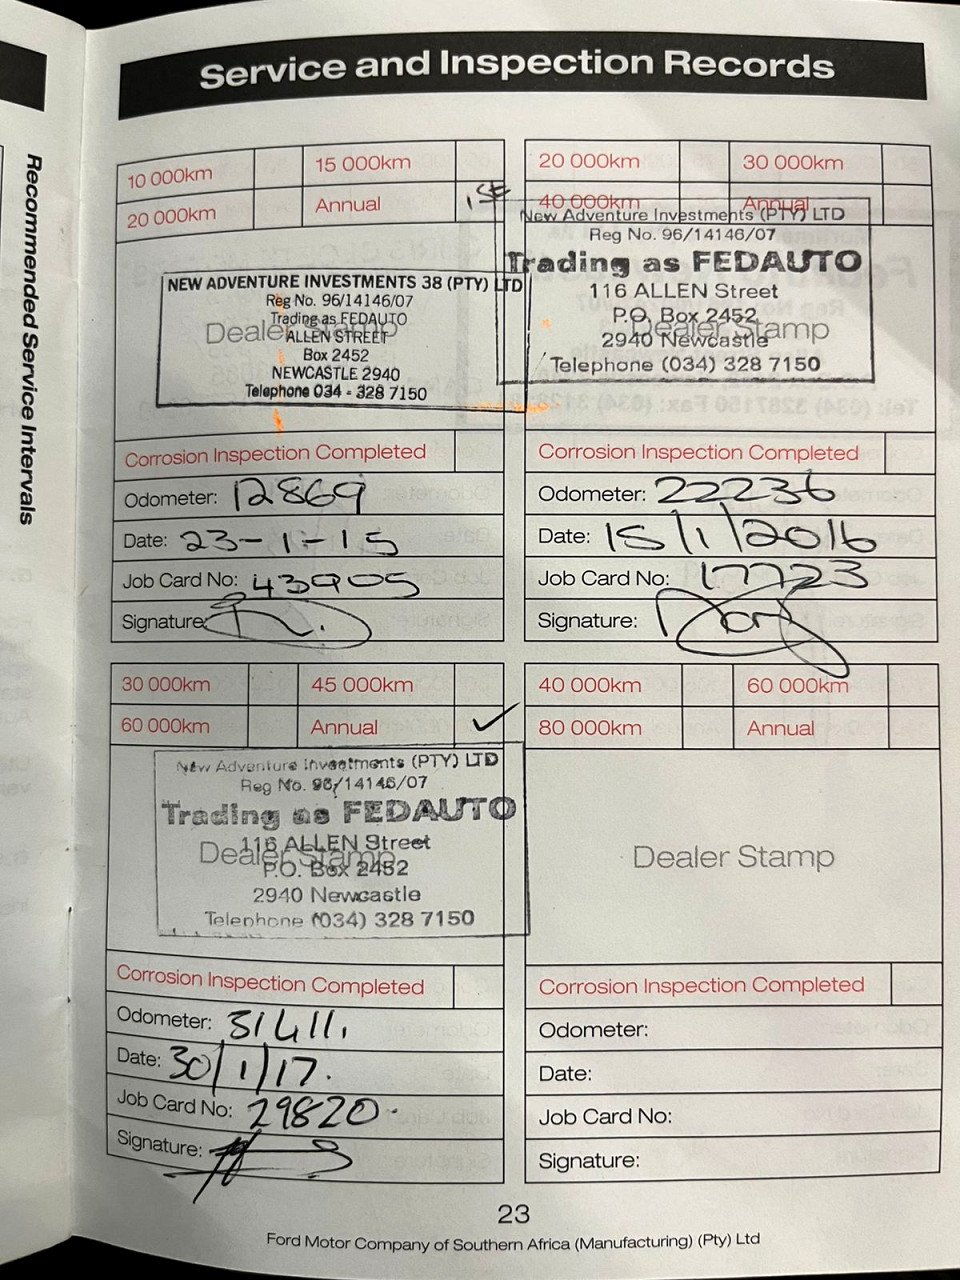 Recommended Service Intervals
Service and Inspection Records
10 000km 15 000km
20 000km Annual
NEW ADVENTURE INVESTMENTS 38 (PTY) LTD
Reg No. 96/14146/07
Trading as FEDAUTO
Dealer Stamp
ALLEN STREET
Box 2452
NEWCASTLE 2940
Telephone 034 - 328 7150
Corrosion Inspection Completed
Odometer: 12869
Date: 23-1-15
Job Card No: 43905
Signature:
20 000km 30 000km
40 000km Annual
New Adventure Investments (PTY) LTD
Reg No. 96/14146/07
Trading as FEDAUTO
116 ALLEN Street
P.O. Box 2452
Dealer Stamp
2940 Newcastle
Telephone (034) 328 7150
Corrosion Inspection Completed
Odometer: 22236
Date: 15/1/2016
Job Card No: 17723
Signature:
30 000km 45 000km
60 000km Annual ✓
New Adventure Investments (PTY) LTD
Reg No. 96/14146/07
Trading as FEDAUTO
116 ALLEN Street
Dealer Stamp
P.O. Box 2452
2940 Newcastle
Telephone (034) 328 7150
Corrosion Inspection Completed
Odometer: 31411
Date: 30/1/17.
Job Card No: 29820
Signature:
40 000km 60 000km
80 000km Annual
Dealer Stamp
Corrosion Inspection Completed
Odometer:
Date:
Job Card No:
Signature:
23
Ford Motor Company of Southern Africa (Manufacturing) (Pty) Ltd